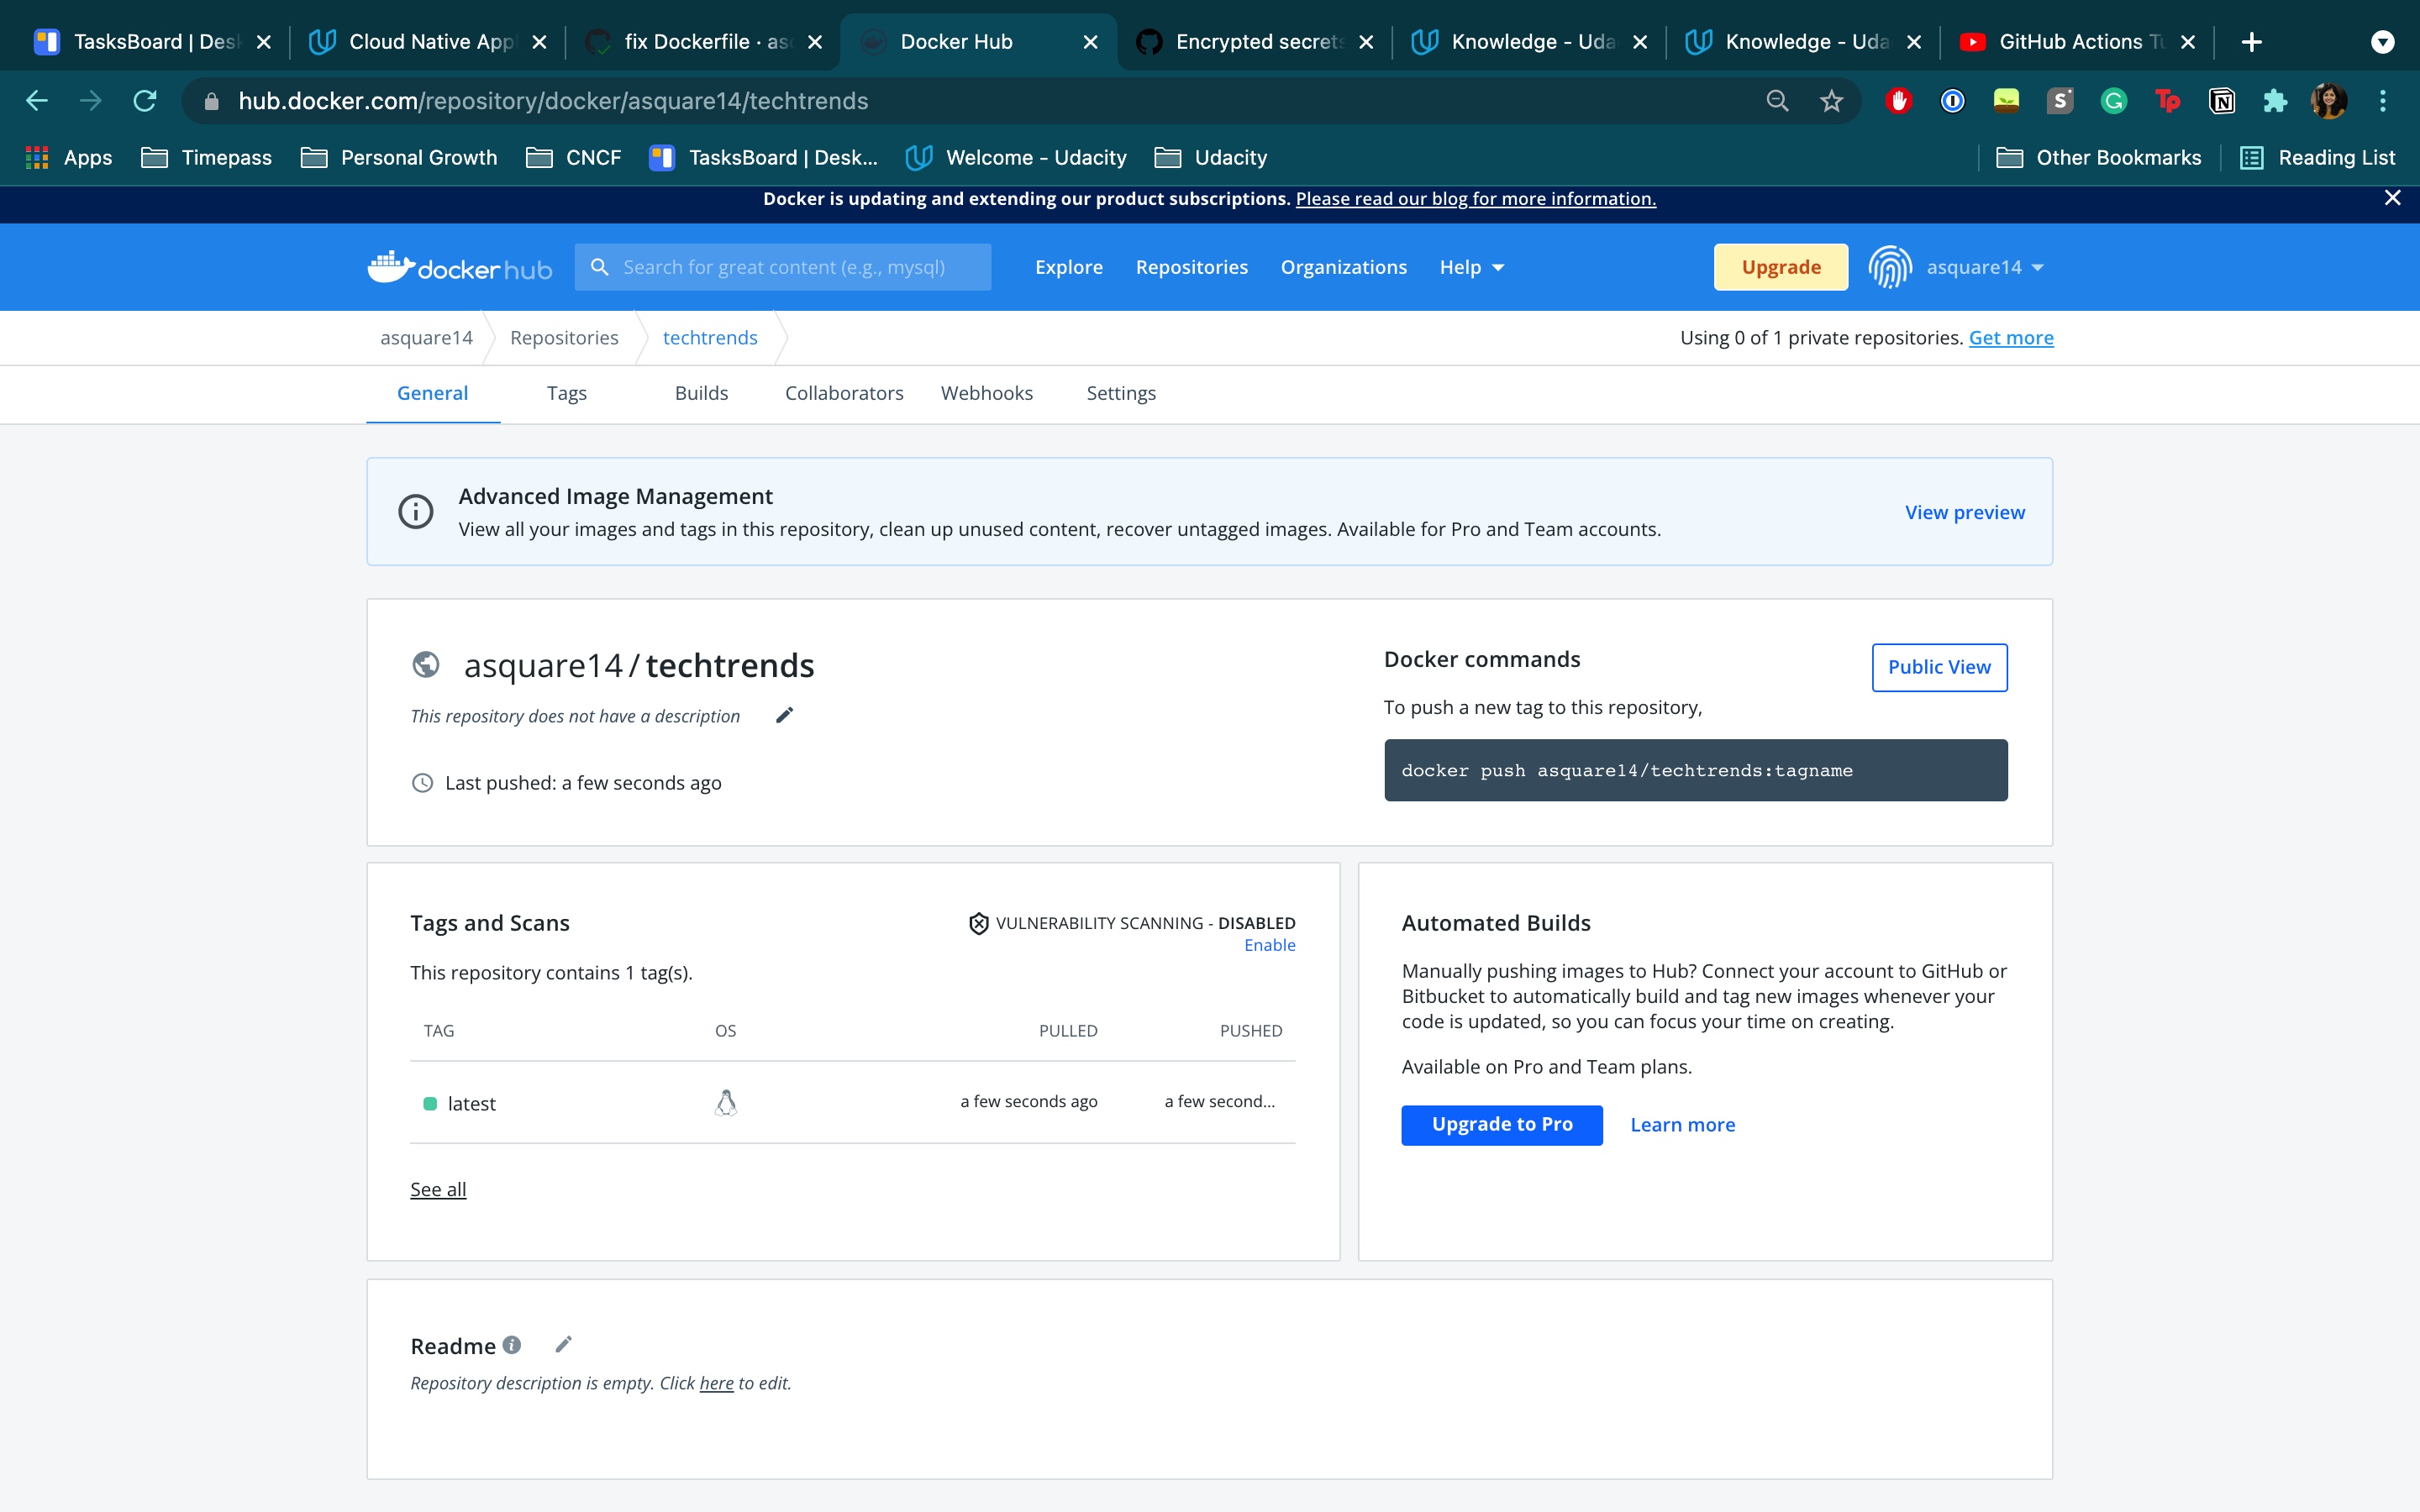 TasksBoard | Desk
Cloud Native App
fix Dockerfile · as
Docker Hub
Encrypted secrets
Knowledge - Uda
Knowledge - Uda
GitHub Actions Tu
hub.docker.com/repository/docker/asquare14/techtrends
Apps
Timepass
Personal Growth
CNCF
TasksBoard | Desk...
Welcome - Udacity
Udacity
Other Bookmarks
Reading List
Docker is updating and extending our product subscriptions. Please read our blog for more information.
docker hub
Search for great content (e.g., mysql)
Explore
Repositories
Organizations
Help
Upgrade
asquare14
asquare14
Repositories
techtrends
Using 0 of 1 private repositories. Get more
General
Tags
Builds
Collaborators
Webhooks
Settings
Advanced Image Management
View all your images and tags in this repository, clean up unused content, recover untagged images. Available for Pro and Team accounts.
View preview
asquare14 / techtrends
This repository does not have a description
Last pushed: a few seconds ago
Docker commands
Public View
To push a new tag to this repository,
docker push asquare14/techtrends:tagname
Tags and Scans
VULNERABILITY SCANNING - DISABLED
Enable
This repository contains 1 tag(s).
TAG
OS
PULLED
PUSHED
latest
a few seconds ago
a few second...
See all
Automated Builds
Manually pushing images to Hub? Connect your account to GitHub or
Bitbucket to automatically build and tag new images whenever your
code is updated, so you can focus your time on creating.
Available on Pro and Team plans.
Upgrade to Pro
Learn more
Readme
Repository description is empty. Click here to edit.